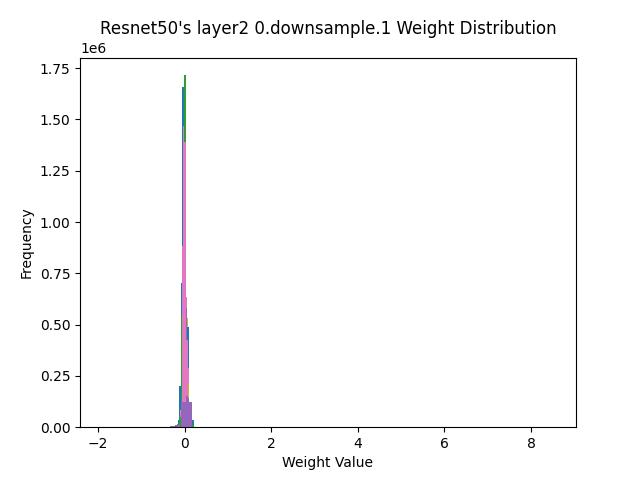 Resnet50's layer2 0.downsample.1 Weight Distribution
1e6
1.75
1.50
1.25
1.00
0.75
0.50
0.25
0.00
Frequency
−2 0 2 4 6 8
Weight Value